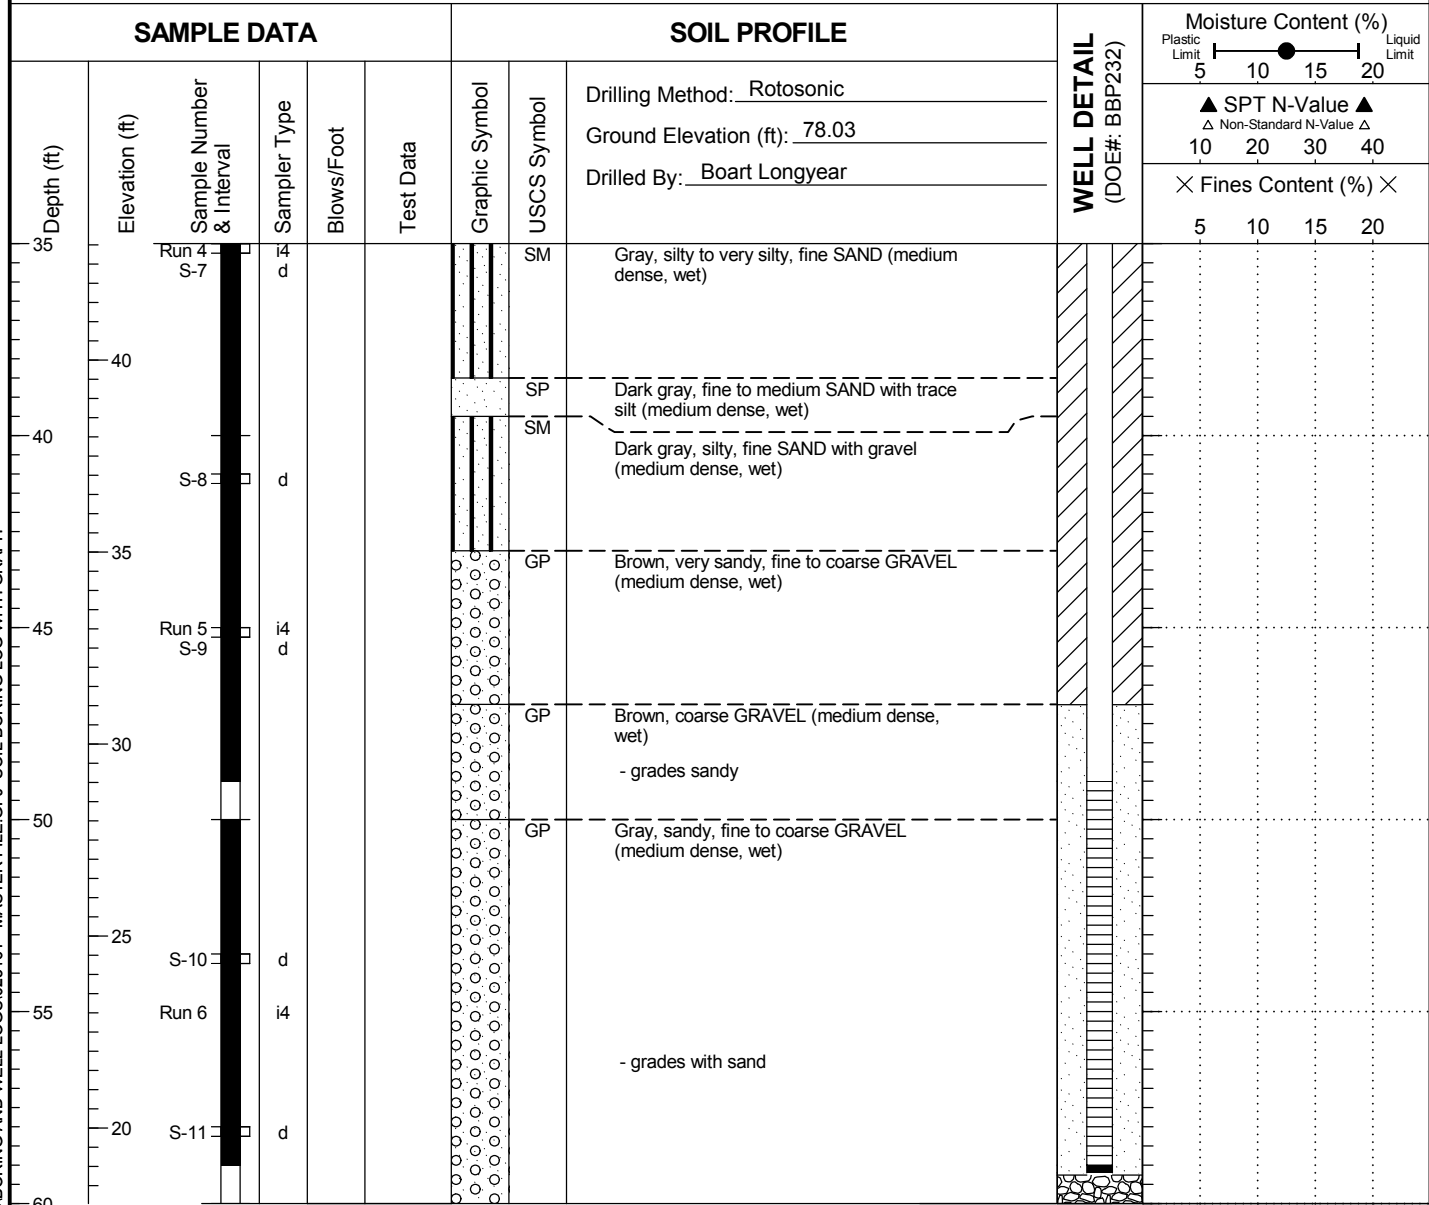 SAMPLE DATA
SOIL PROFILE
WELL DETAIL
(DOE#: BBP232)
Moisture Content (%)
Plastic Limit
Liquid Limit
5 10 15 20
▲ SPT N-Value ▲
△ Non-Standard N-Value △
10 20 30 40
× Fines Content (%) ×
5 10 15 20
Depth (ft)
Elevation (ft)
Sample Number
& Interval
Sampler Type
Blows/Foot
Test Data
Graphic Symbol
USCS Symbol
Drilling Method: Rotosonic
Ground Elevation (ft): 78.03
Drilled By: Boart Longyear
35
Run 4 i4
S-7 d
SM Gray, silty to very silty, fine SAND (medium
dense, wet)
40
SP Dark gray, fine to medium SAND with trace
silt (medium dense, wet)
40
SM Dark gray, silty, fine SAND with gravel
(medium dense, wet)
S-8 d
35
GP Brown, very sandy, fine to coarse GRAVEL
(medium dense, wet)
45
Run 5 i4
S-9 d
GP Brown, coarse GRAVEL (medium dense,
wet)
30
- grades sandy
50
GP Gray, sandy, fine to coarse GRAVEL
(medium dense, wet)
25
S-10 d
55
Run 6 i4
- grades with sand
20
S-11 d
60